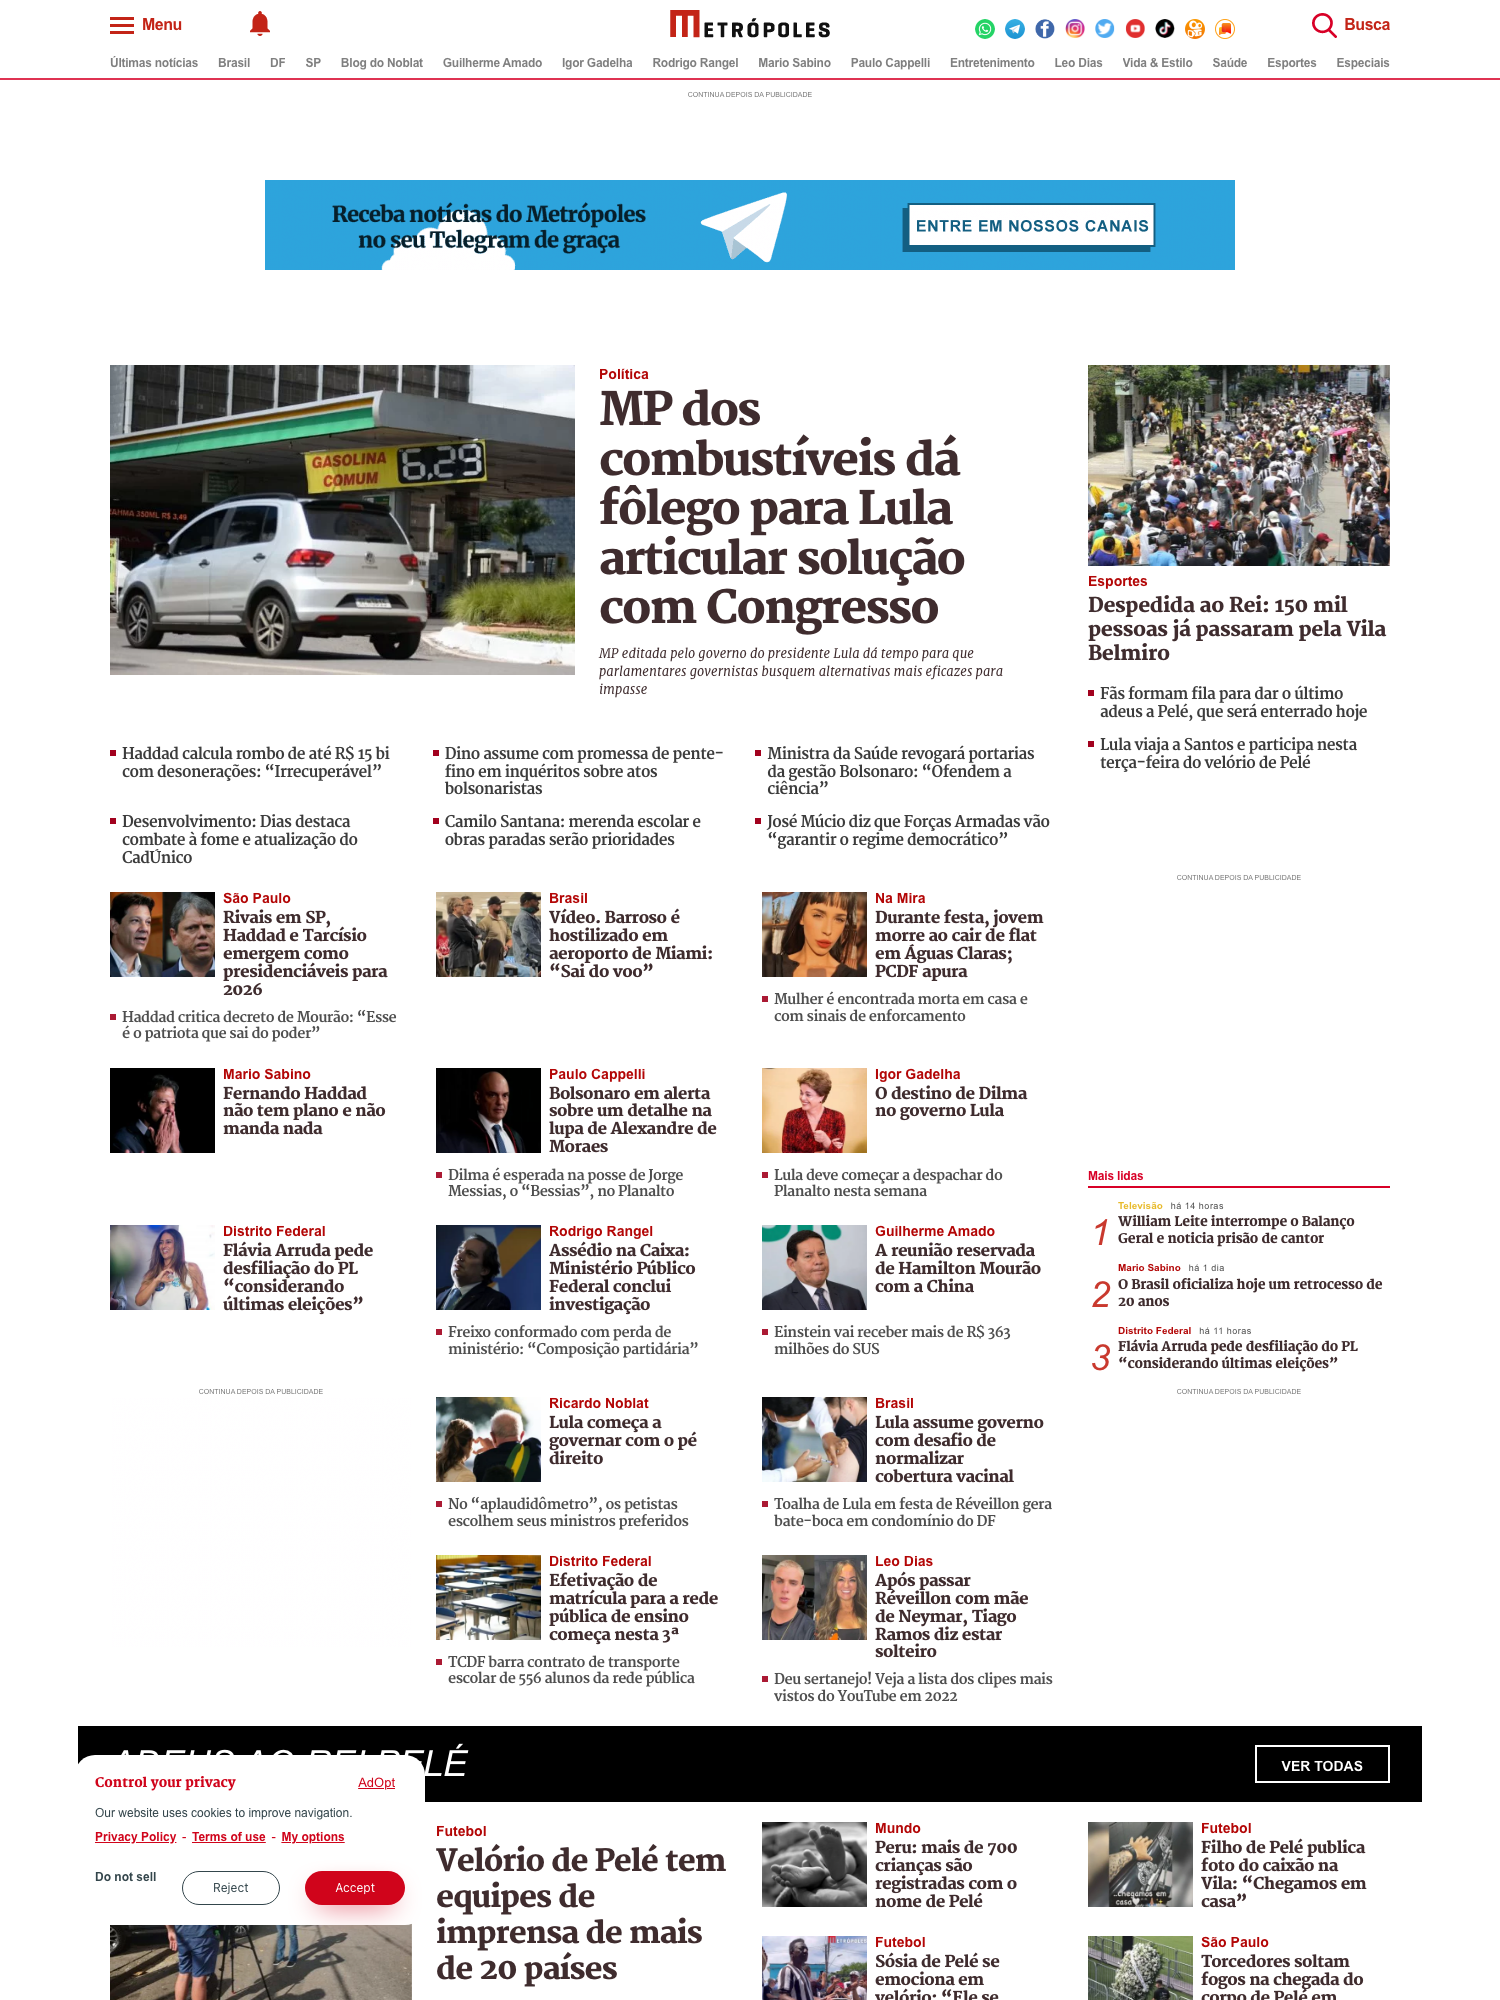 Menu
METRÓPOLES
Busca
Últimas notícias Brasil DF SP Blog do Noblat Guilherme Amado Igor Gadelha Rodrigo Rangel Mario Sabino Paulo Cappelli Entretenimento Leo Dias Vida & Estilo Saúde Esportes Especiais
CONTINUA DEPOIS DA PUBLICIDADE
Receba notícias do Metrópoles
no seu Telegram de graça
ENTRE EM NOSSOS CANAIS
GASOLINA
COMUM
6,29
Política
MP dos
combustíveis dá
fôlego para Lula
articular solução
com Congresso
MP editada pelo governo do presidente Lula dá tempo para que
parlamentares governistas busquem alternativas mais eficazes para
impasse
Esportes
Despedida ao Rei: 150 mil
pessoas já passaram pela Vila
Belmiro
Fãs formam fila para dar o último
adeus a Pelé, que será enterrado hoje
Lula viaja a Santos e participa nesta
terça-feira do velório de Pelé
Haddad calcula rombo de até R$ 15 bi
com desonerações: “Irrecuperável”
Dino assume com promessa de pente-
fino em inquéritos sobre atos
bolsonaristas
Ministra da Saúde revogará portarias
da gestão Bolsonaro: “Ofendem a
ciência”
Desenvolvimento: Dias destaca
combate à fome e atualização do
CadÚnico
Camilo Santana: merenda escolar e
obras paradas serão prioridades
José Múcio diz que Forças Armadas vão
“garantir o regime democrático”
CONTINUA DEPOIS DA PUBLICIDADE
São Paulo
Rivais em SP,
Haddad e Tarcísio
emergem como
presidenciáveis para
2026
Haddad critica decreto de Mourão: “Esse
é o patriota que sai do poder”
Brasil
Vídeo. Barroso é
hostilizado em
aeroporto de Miami:
“Sai do voo”
Na Mira
Durante festa, jovem
morre ao cair de flat
em Águas Claras;
PCDF apura
Mulher é encontrada morta em casa e
com sinais de enforcamento
Mario Sabino
Fernando Haddad
não tem plano e não
manda nada
Paulo Cappelli
Bolsonaro em alerta
sobre um detalhe na
lupa de Alexandre de
Moraes
Dilma é esperada na posse de Jorge
Messias, o “Bessias”, no Planalto
Igor Gadelha
O destino de Dilma
no governo Lula
Lula deve começar a despachar do
Planalto nesta semana
Mais lidas
Televisão há 14 horas
1 William Leite interrompe o Balanço
Geral e noticia prisão de cantor
Mario Sabino há 1 dia
2 O Brasil oficializa hoje um retrocesso de
20 anos
Distrito Federal há 11 horas
3 Flávia Arruda pede desfiliação do PL
“considerando últimas eleições”
CONTINUA DEPOIS DA PUBLICIDADE
Distrito Federal
Flávia Arruda pede
desfiliação do PL
“considerando
últimas eleições”
Rodrigo Rangel
Assédio na Caixa:
Ministério Público
Federal conclui
investigação
Freixo conformado com perda de
ministério: “Composição partidária”
Guilherme Amado
A reunião reservada
de Hamilton Mourão
com a China
Einstein vai receber mais de R$ 363
milhões do SUS
CONTINUA DEPOIS DA PUBLICIDADE
Ricardo Noblat
Lula começa a
governar com o pé
direito
No “aplaudidômetro”, os petistas
escolhem seus ministros preferidos
Brasil
Lula assume governo
com desafio de
normalizar
cobertura vacinal
Toalha de Lula em festa de Réveillon gera
bate-boca em condomínio do DF
Distrito Federal
Efetivação de
matrícula para a rede
pública de ensino
começa nesta 3ª
TCDF barra contrato de transporte
escolar de 556 alunos da rede pública
Leo Dias
Após passar
Réveillon com mãe
de Neymar, Tiago
Ramos diz estar
solteiro
Deu sertanejo! Veja a lista dos clipes mais
vistos do YouTube em 2022
ADEUS AO REI PELÉ
VER TODAS
Control your privacy
AdOpt
Our website uses cookies to improve navigation.
Privacy Policy - Terms of use - My options
Do not sell
Reject
Accept
Futebol
Velório de Pelé tem
equipes de
imprensa de mais
de 20 países
Mundo
Peru: mais de 700
crianças são
registradas com o
nome de Pelé
Futebol
Filho de Pelé publica
foto do caixão na
Vila: “Chegamos em
casa”
Futebol
Sósia de Pelé se
emociona em
velório: “Ele se
São Paulo
Torcedores soltam
fogos na chegada do
corpo de Pelé em